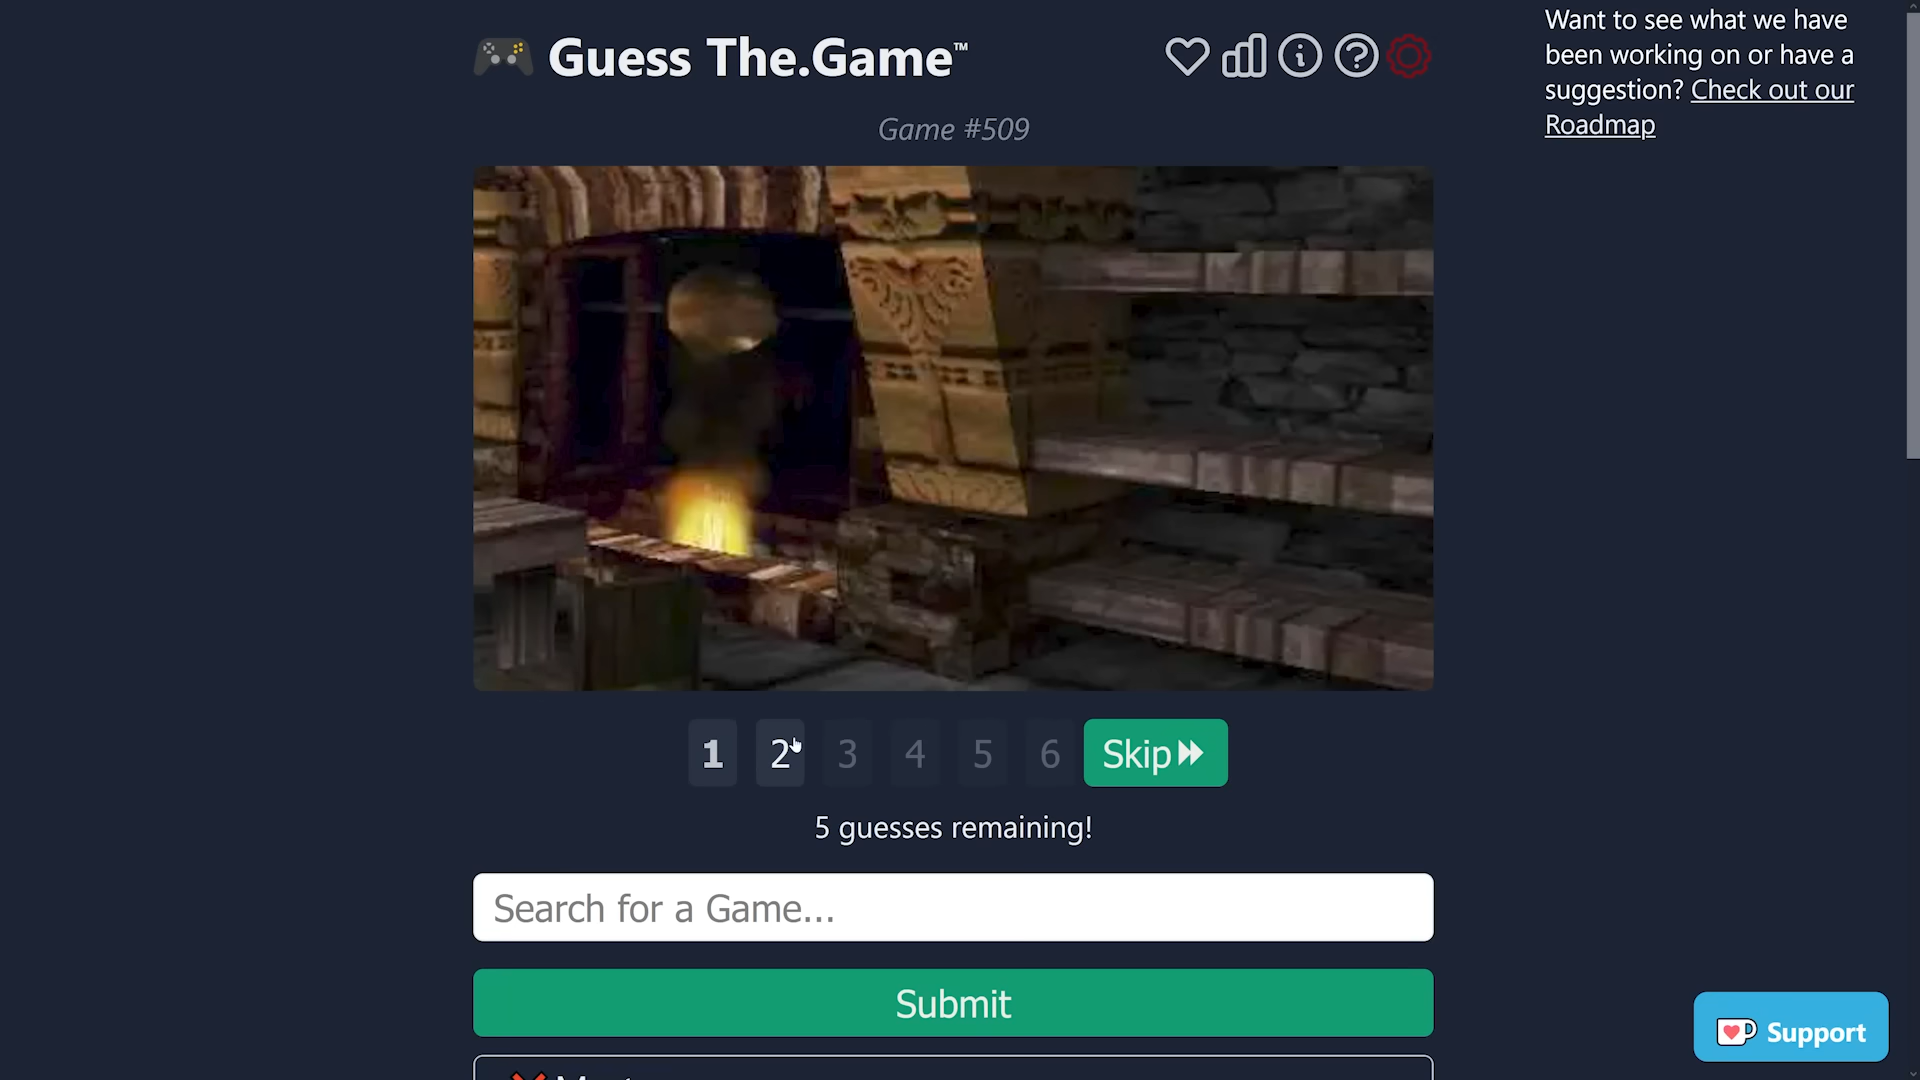 Guess The.Game™
Game #509
Want to see what we have
been working on or have a
suggestion? Check out our
Roadmap
1 2 3 4 5 6 Skip
5 guesses remaining!
Search for a Game...
Submit
Support